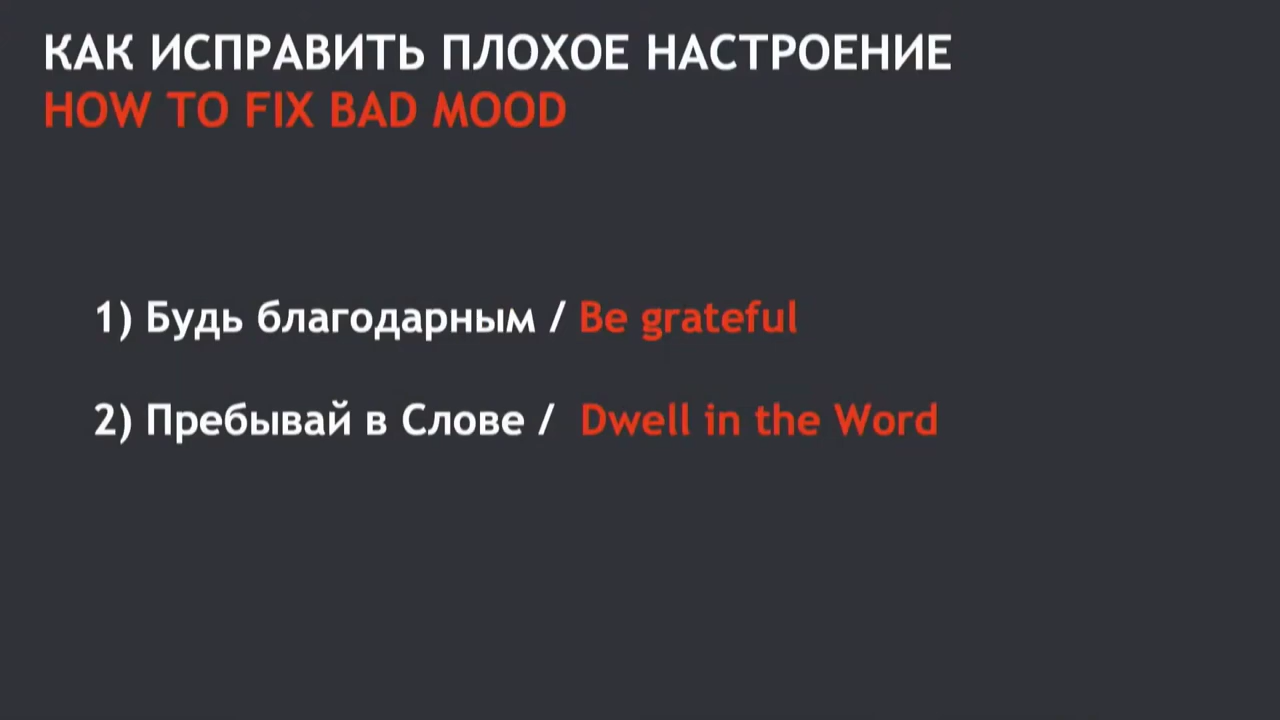 КАК ИСПРАВИТЬ ПЛОХОЕ НАСТРОЕНИЕ
HOW TO FIX BAD MOOD
1) Будь благодарным / Be grateful
2) Пребывай в Слове / Dwell in the Word